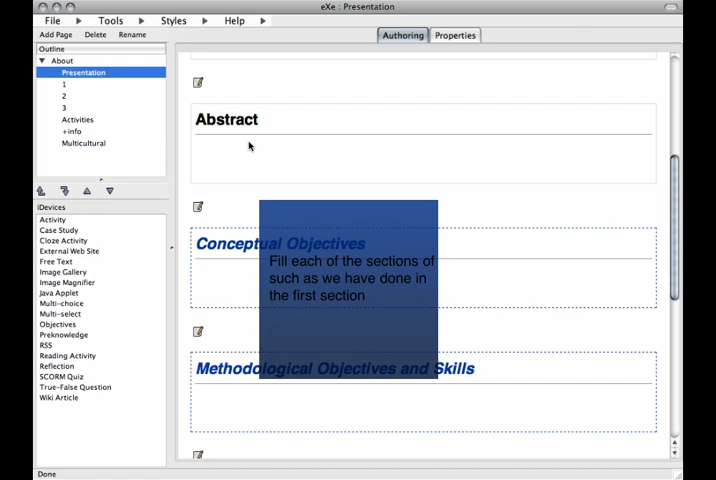 eXe : Presentation
File Tools Styles Help
Add Page Delete Rename
Authoring Properties
Outline
About
Presentation
1
2
3
Activities
+info
Multicultural
iDevices
Activity
Case Study
Cloze Activity
External Web Site
Free Text
Image Gallery
Image Magnifier
Java Applet
Multi-choice
Multi-select
Objectives
Preknowledge
RSS
Reading Activity
Reflection
SCORM Quiz
True-False Question
Wiki Article
Abstract
Conceptual Objectives
Fill each of the sections of
such as we have done in
the first section
Methodological Objectives and Skills
Done